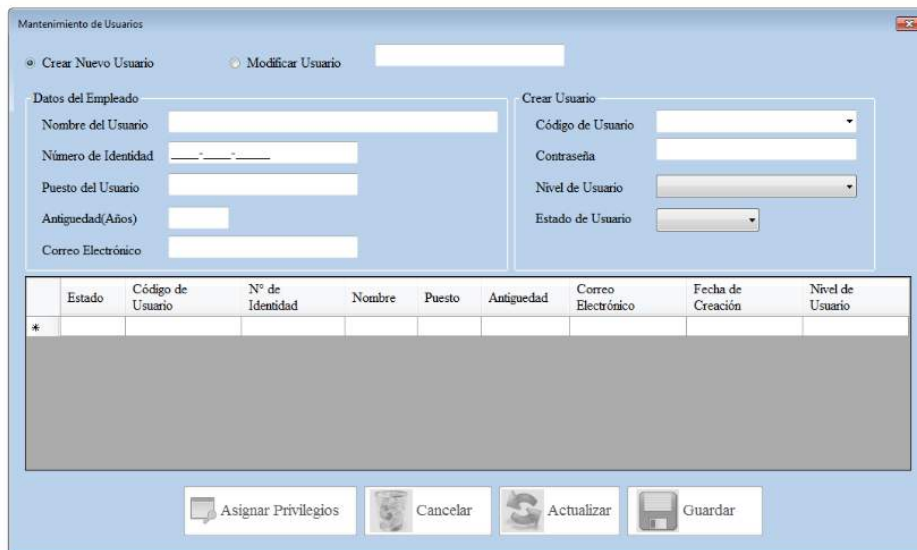 Mantenimiento de Usuarios
Crear Nuevo Usuario
Modificar Usuario
Datos del Empleado
Nombre del Usuario
Número de Identidad
____-____-_____
Puesto del Usuario
Antiguedad(Años)
Correo Electrónico
Crear Usuario
Código de Usuario
Contraseña
Nivel de Usuario
Estado de Usuario
Estado
Código de
Usuario
N° de
Identidad
Nombre
Puesto
Antiguedad
Correo
Electrónico
Fecha de
Creación
Nivel de
Usuario
Asignar Privilegios
Cancelar
Actualizar
Guardar